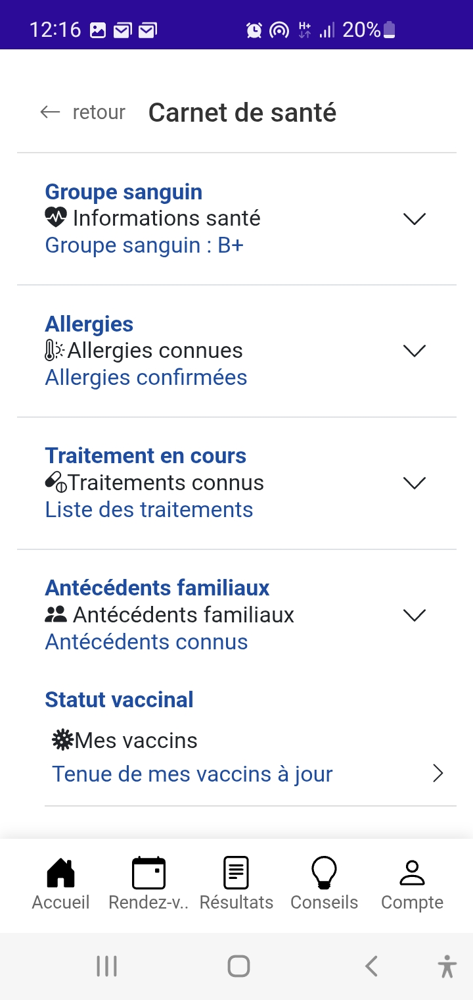 12:16 H+ 20%
retour Carnet de santé
Groupe sanguin
Informations santé
Groupe sanguin : B+
Allergies
Allergies connues
Allergies confirmées
Traitement en cours
Traitements connus
Liste des traitements
Antécédents familiaux
Antécédents familiaux
Antécédents connus
Statut vaccinal
Mes vaccins
Tenue de mes vaccins à jour
Accueil Rendez-v.. Résultats Conseils Compte